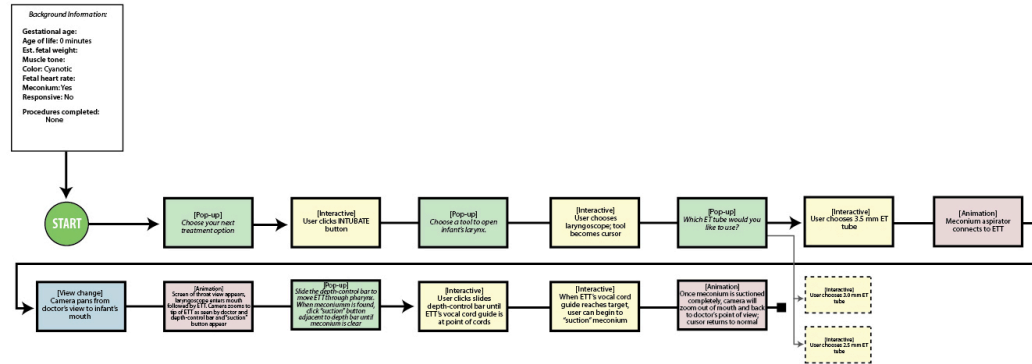 Background Information:
Gestational age:
Age of life: 0 minutes
Est. fetal weight:
Muscle tone:
Color: Cyanotic
Fetal heart rate:
Meconium: Yes
Responsive: No
Procedures completed:
None
START
[Pop-up]
Choose your next
treatment option
[Interactive]
User clicks INTUBATE
button
[Pop-up]
Choose a tool to open
infant's larynx.
[Interactive]
User chooses
laryngoscope; tool
becomes cursor
[Pop-up]
Which ET tube would you
like to use?
[Interactive]
User chooses 3.5 mm ET
tube
[Animation]
Meconium aspirator
connects to ETT
[View change]
Camera pans from
doctor's view to infant's
mouth
[Animation]
Screen of throat view appears,
laryngoscope enters mouth
followed by ETT. Camera zooms to
tip of ETT as seen by doctor and
depth-control bar and "suction"
button appear
[Pop-up]
Slide the depth-control bar to
move ETT through pharynx.
When meconiumm is found,
click "suction" button
adjacent to depth bar until
meconium is clear
[Interactive]
User clicks slides
depth-control bar until
ETT's vocal cord guide is
at point of cords
[Interactive]
When ETT's vocal cord
guide reaches target,
user can begin to
"suction" meconium
[Animation]
Once meconium is suctioned
completely, camera will
zoom out of mouth and back
to doctor's point of view;
cursor returns to normal
[Interactive]
User chooses 3.0 mm ET
tube
[Interactive]
User chooses 2.5 mm ET
tube